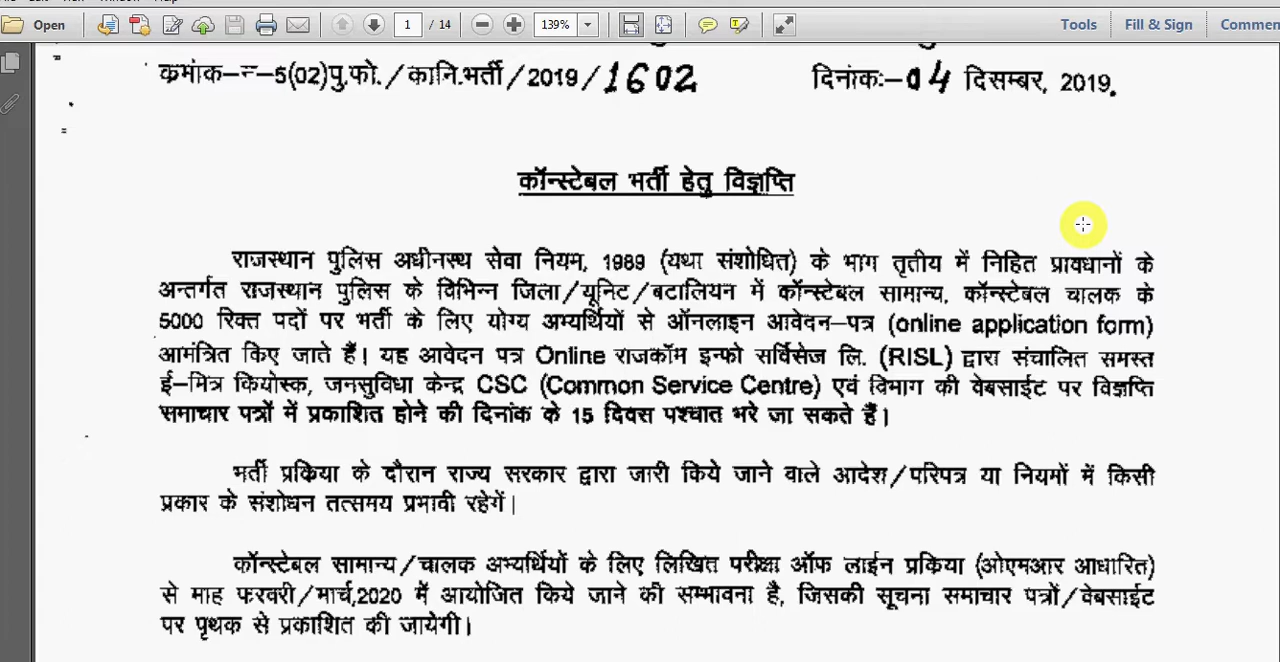 Open
1 / 14
139%
Tools
Fill & Sign
Commen
कमांक-न-5(02)पु.फो./कानि.भर्ती/2019/1602
दिनांकः-04 दिसम्बर, 2019.
कॉन्स्टेबल भर्ती हेतु विज्ञप्ति
राजस्थान पुलिस अधीनस्थ सेवा नियम, 1989 (यथा संशोधित) के भाग तृतीय में निहित प्रावधानों के
अन्तर्गत राजस्थान पुलिस के विभिन्न जिला/यूनिट/बटालियन में कॉन्स्टेबल सामान्य, कॉन्स्टेबल चालक के
5000 रिक्त पदों पर भर्ती के लिए योग्य अभ्यर्थियों से ऑनलाइन आवेदन-पत्र (online application form)
आमंत्रित किए जाते हैं। यह आवेदन पत्र Online राजकॉम इन्फो सर्विसेज लि. (RISL) द्वारा संचालित समस्त
ई-मित्र कियोस्क, जनसुविधा केन्द्र CSC (Common Service Centre) एवं विभाग की वेबसाईट पर विज्ञप्ति
समाचार पत्रों में प्रकाशित होने की दिनांक के 15 दिवस पश्चात भरे जा सकते हैं।
भर्ती प्रकिया के दौरान राज्य सरकार द्वारा जारी किये जाने वाले आदेश/परिपत्र या नियमों में किसी
प्रकार के संशोधन तत्समय प्रभावी रहेगें।
कॉन्स्टेबल सामान्य/चालक अभ्यर्थियों के लिए लिखित परीक्षा ऑफ लाईन प्रकिया (ओएमआर आधारित)
से माह फरवरी/मार्च,2020 में आयोजित किये जाने की सम्भावना है, जिसकी सूचना समाचार पत्रों/वेबसाईट
पर पृथक से प्रकाशित की जायेगी।